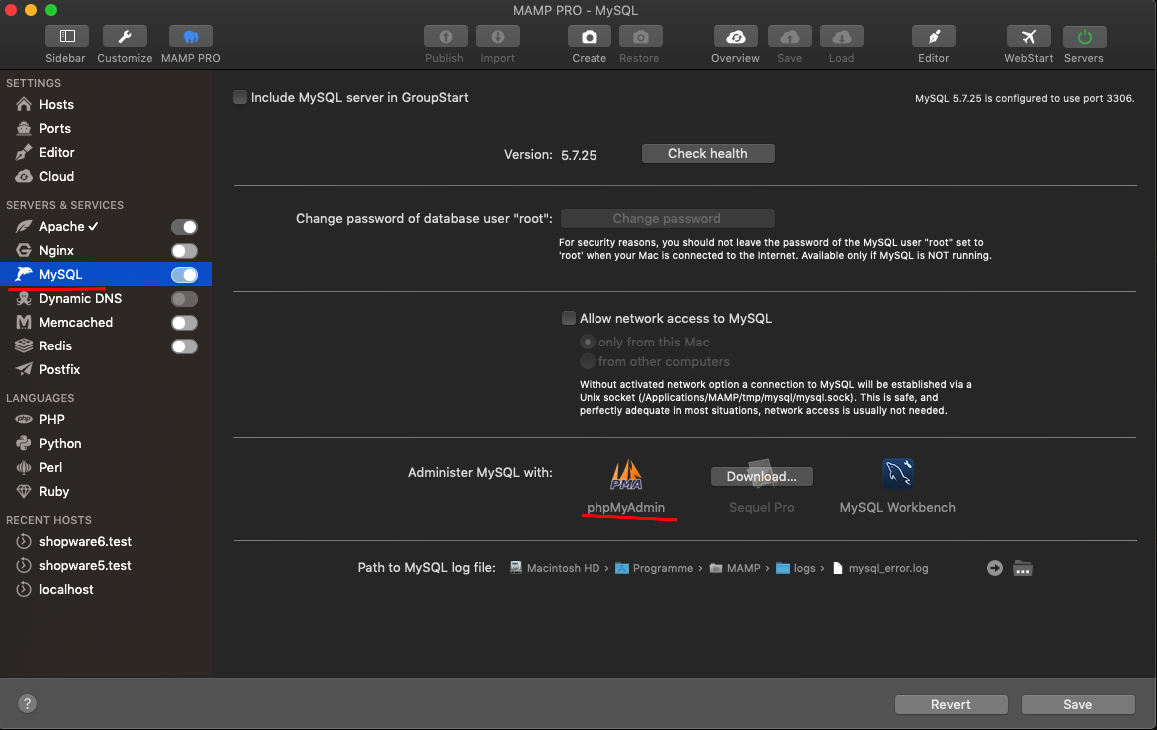 MAMP PRO - MySQL
Sidebar Customize MAMP PRO Publish Import Create Restore Overview Save Load Editor WebStart Servers
SETTINGS
Hosts
Ports
Editor
Cloud
SERVERS & SERVICES
Apache ✓
Nginx
MySQL
Dynamic DNS
Memcached
Redis
Postfix
LANGUAGES
PHP
Python
Perl
Ruby
RECENT HOSTS
shopware6.test
shopware5.test
localhost
Include MySQL server in GroupStart
MySQL 5.7.25 is configured to use port 3306.
Version: 5.7.25 Check health
Change password of database user "root": Change password
For security reasons, you should not leave the password of the MySQL user "root" set to
'root' when your Mac is connected to the Internet. Available only if MySQL is NOT running.
Allow network access to MySQL
only from this Mac
from other computers
Without activated network option a connection to MySQL will be established via a
Unix socket (/Applications/MAMP/tmp/mysql/mysql.sock). This is safe, and
perfectly adequate in most situations, network access is usually not needed.
Administer MySQL with: PMA Download...
phpMyAdmin Sequel Pro MySQL Workbench
Path to MySQL log file: Macintosh HD › Programme › MAMP › logs › mysql_error.log
? Revert Save